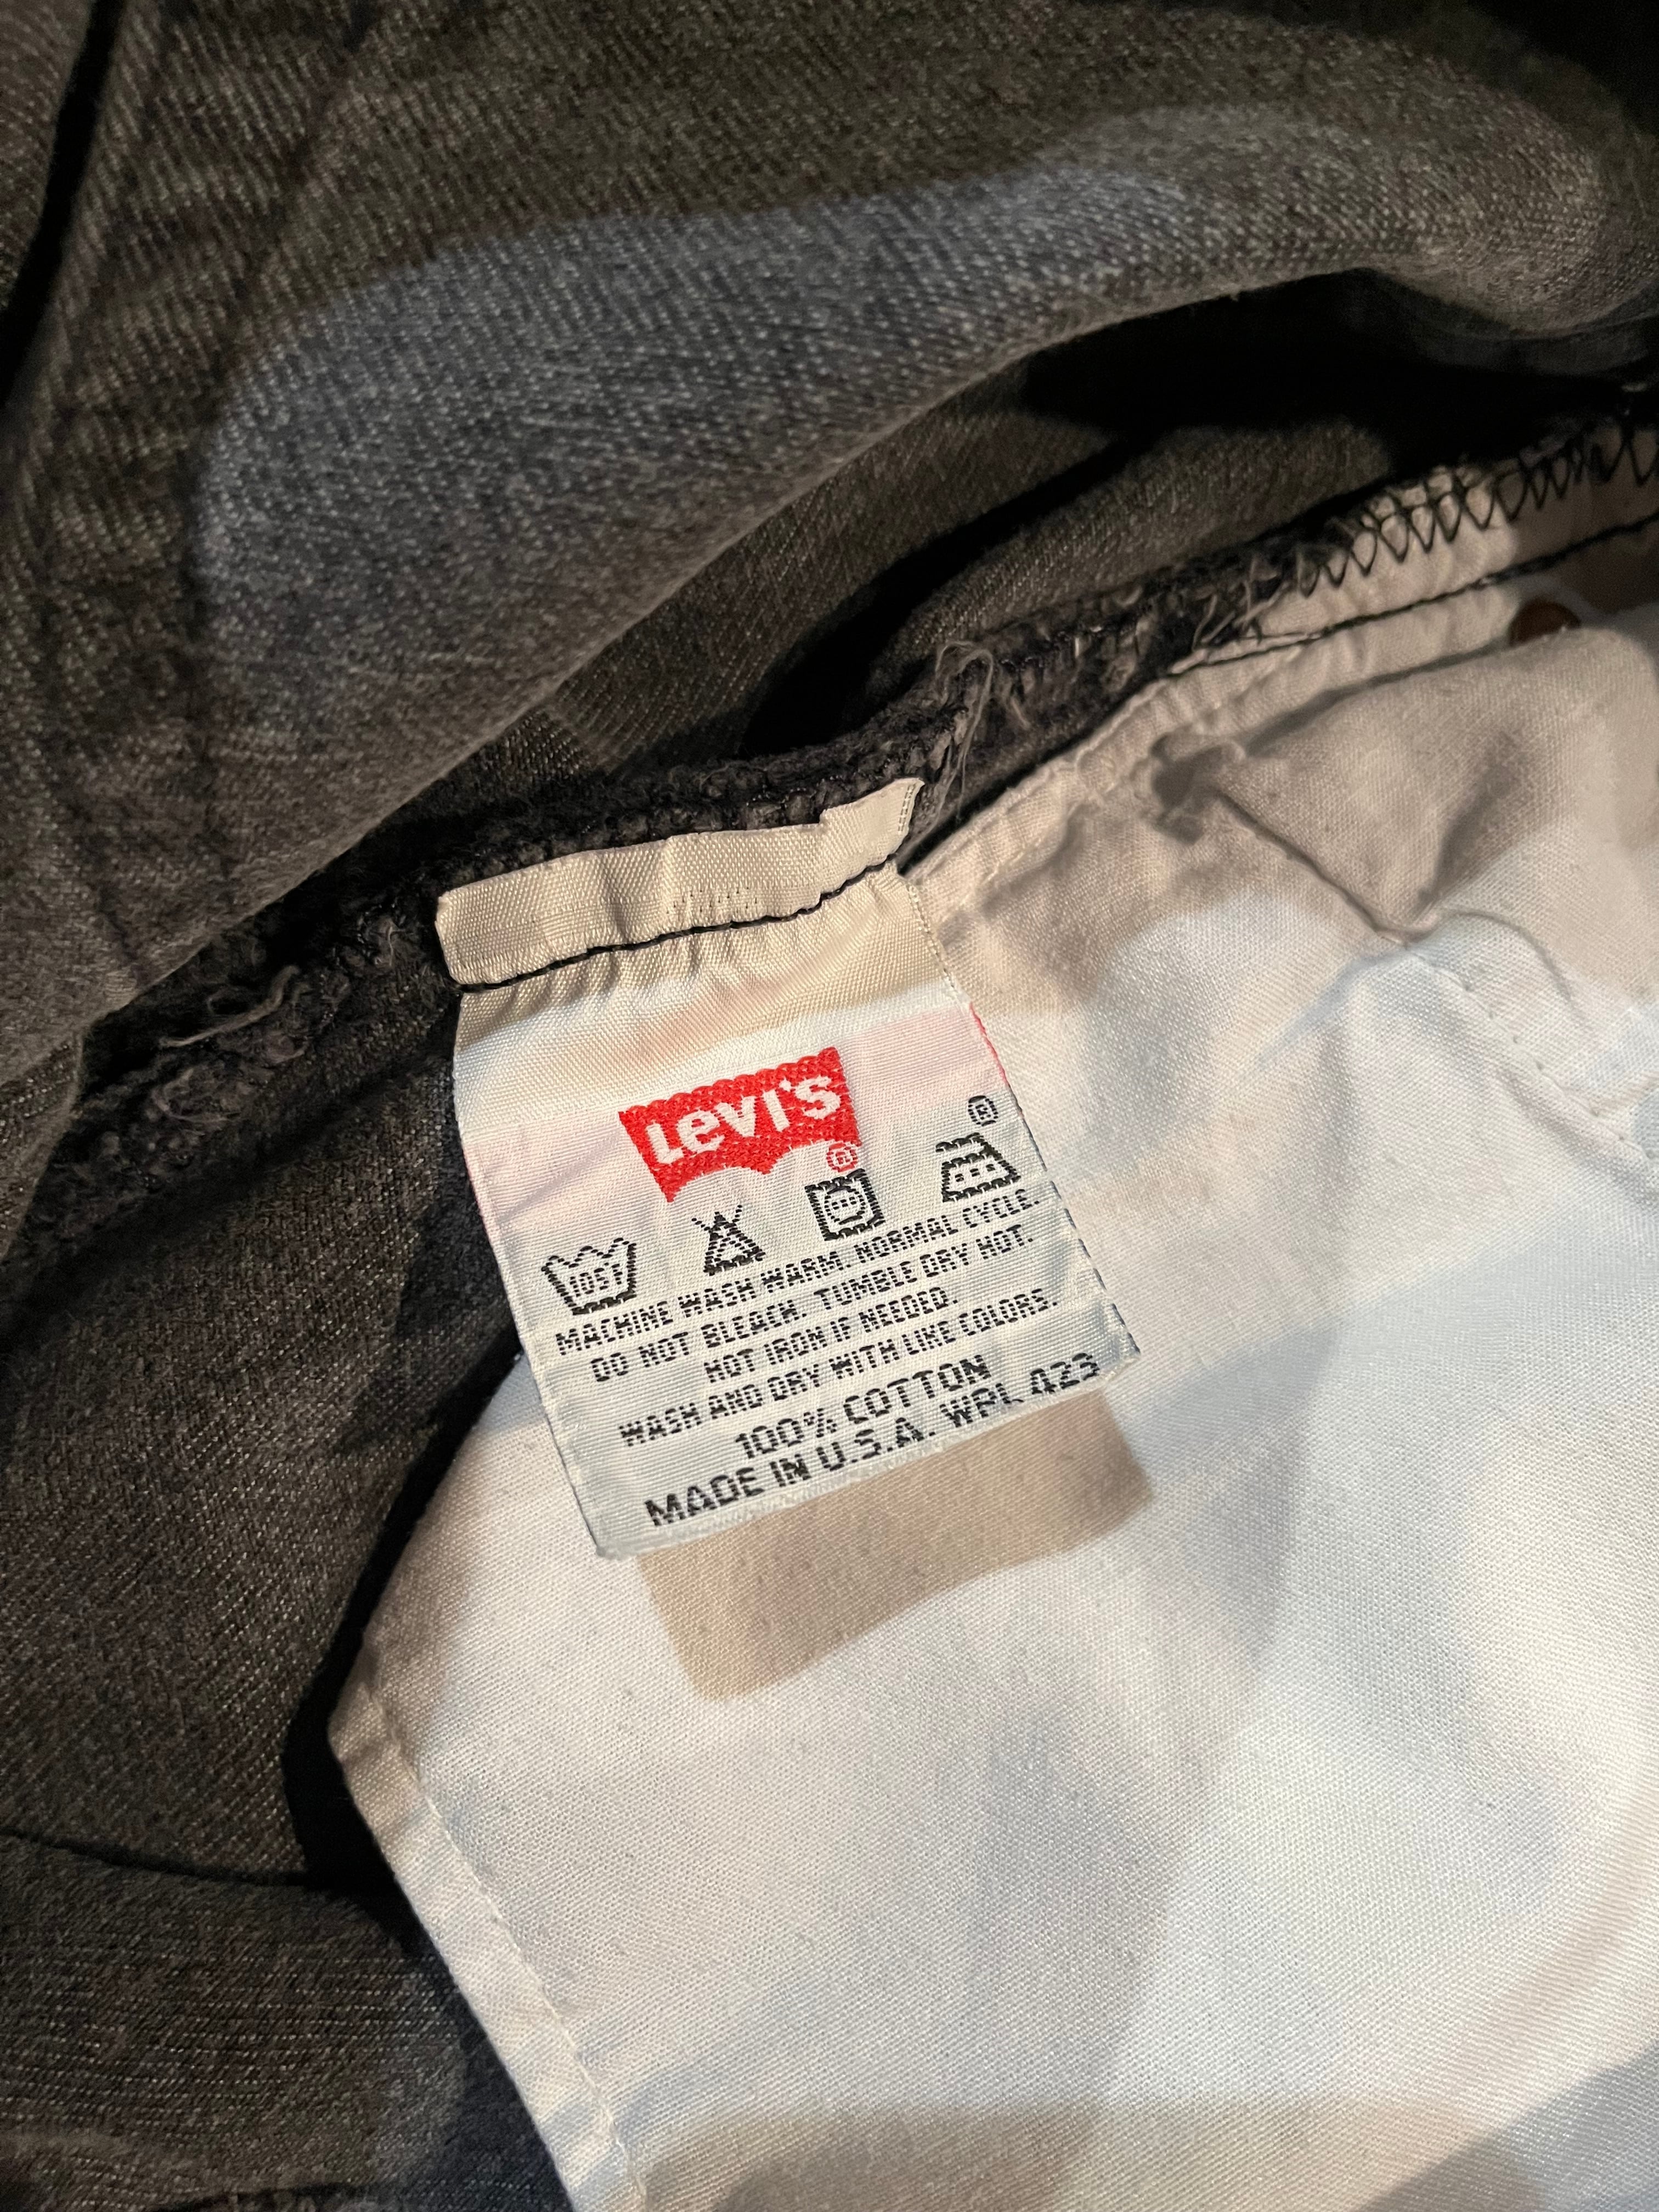 Levi's ®
®
105F
MACHINE WASH WARM. NORMAL CYCLE.
DO NOT BLEACH. TUMBLE DRY HOT.
HOT IRON IF NEEDED.
WASH AND DRY WITH LIKE COLORS.
100% COTTON
MADE IN U.S.A. WPL 423